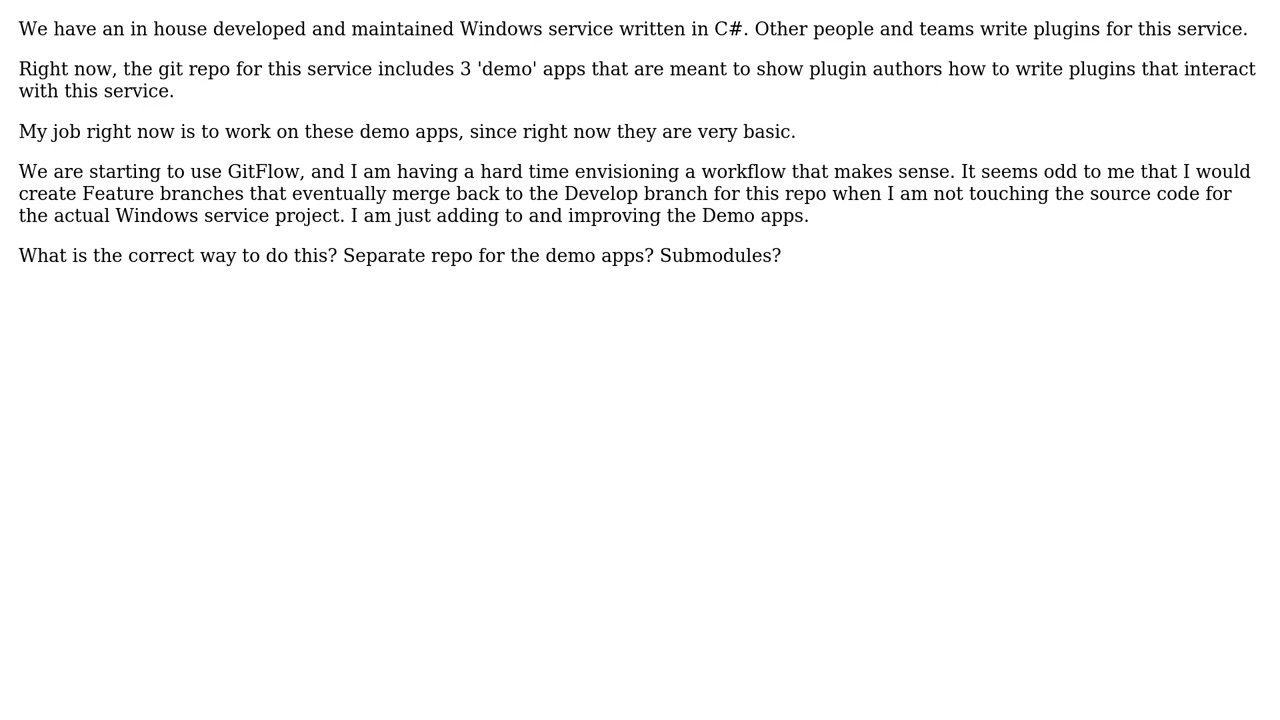 We have an in house developed and maintained Windows service written in C#. Other people and teams write plugins for this service.
Right now, the git repo for this service includes 3 'demo' apps that are meant to show plugin authors how to write plugins that interact
with this service.
My job right now is to work on these demo apps, since right now they are very basic.
We are starting to use GitFlow, and I am having a hard time envisioning a workflow that makes sense. It seems odd to me that I would
create Feature branches that eventually merge back to the Develop branch for this repo when I am not touching the source code for
the actual Windows service project. I am just adding to and improving the Demo apps.
What is the correct way to do this? Separate repo for the demo apps? Submodules?